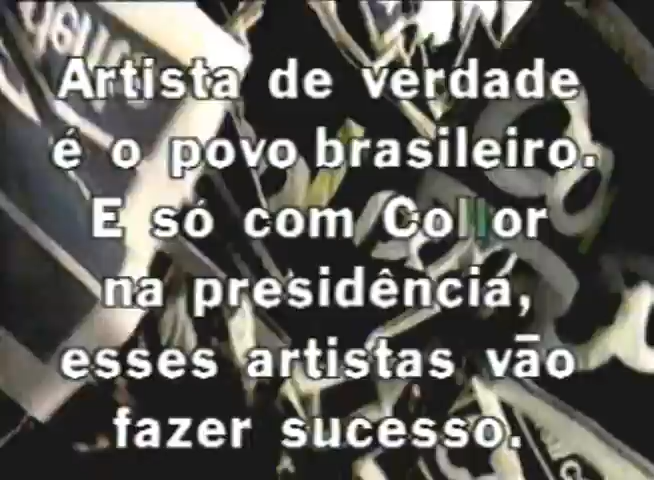 Artista de verdade
é o povo brasileiro.
E só com Collor
na presidência,
esses artistas vão
fazer sucesso.